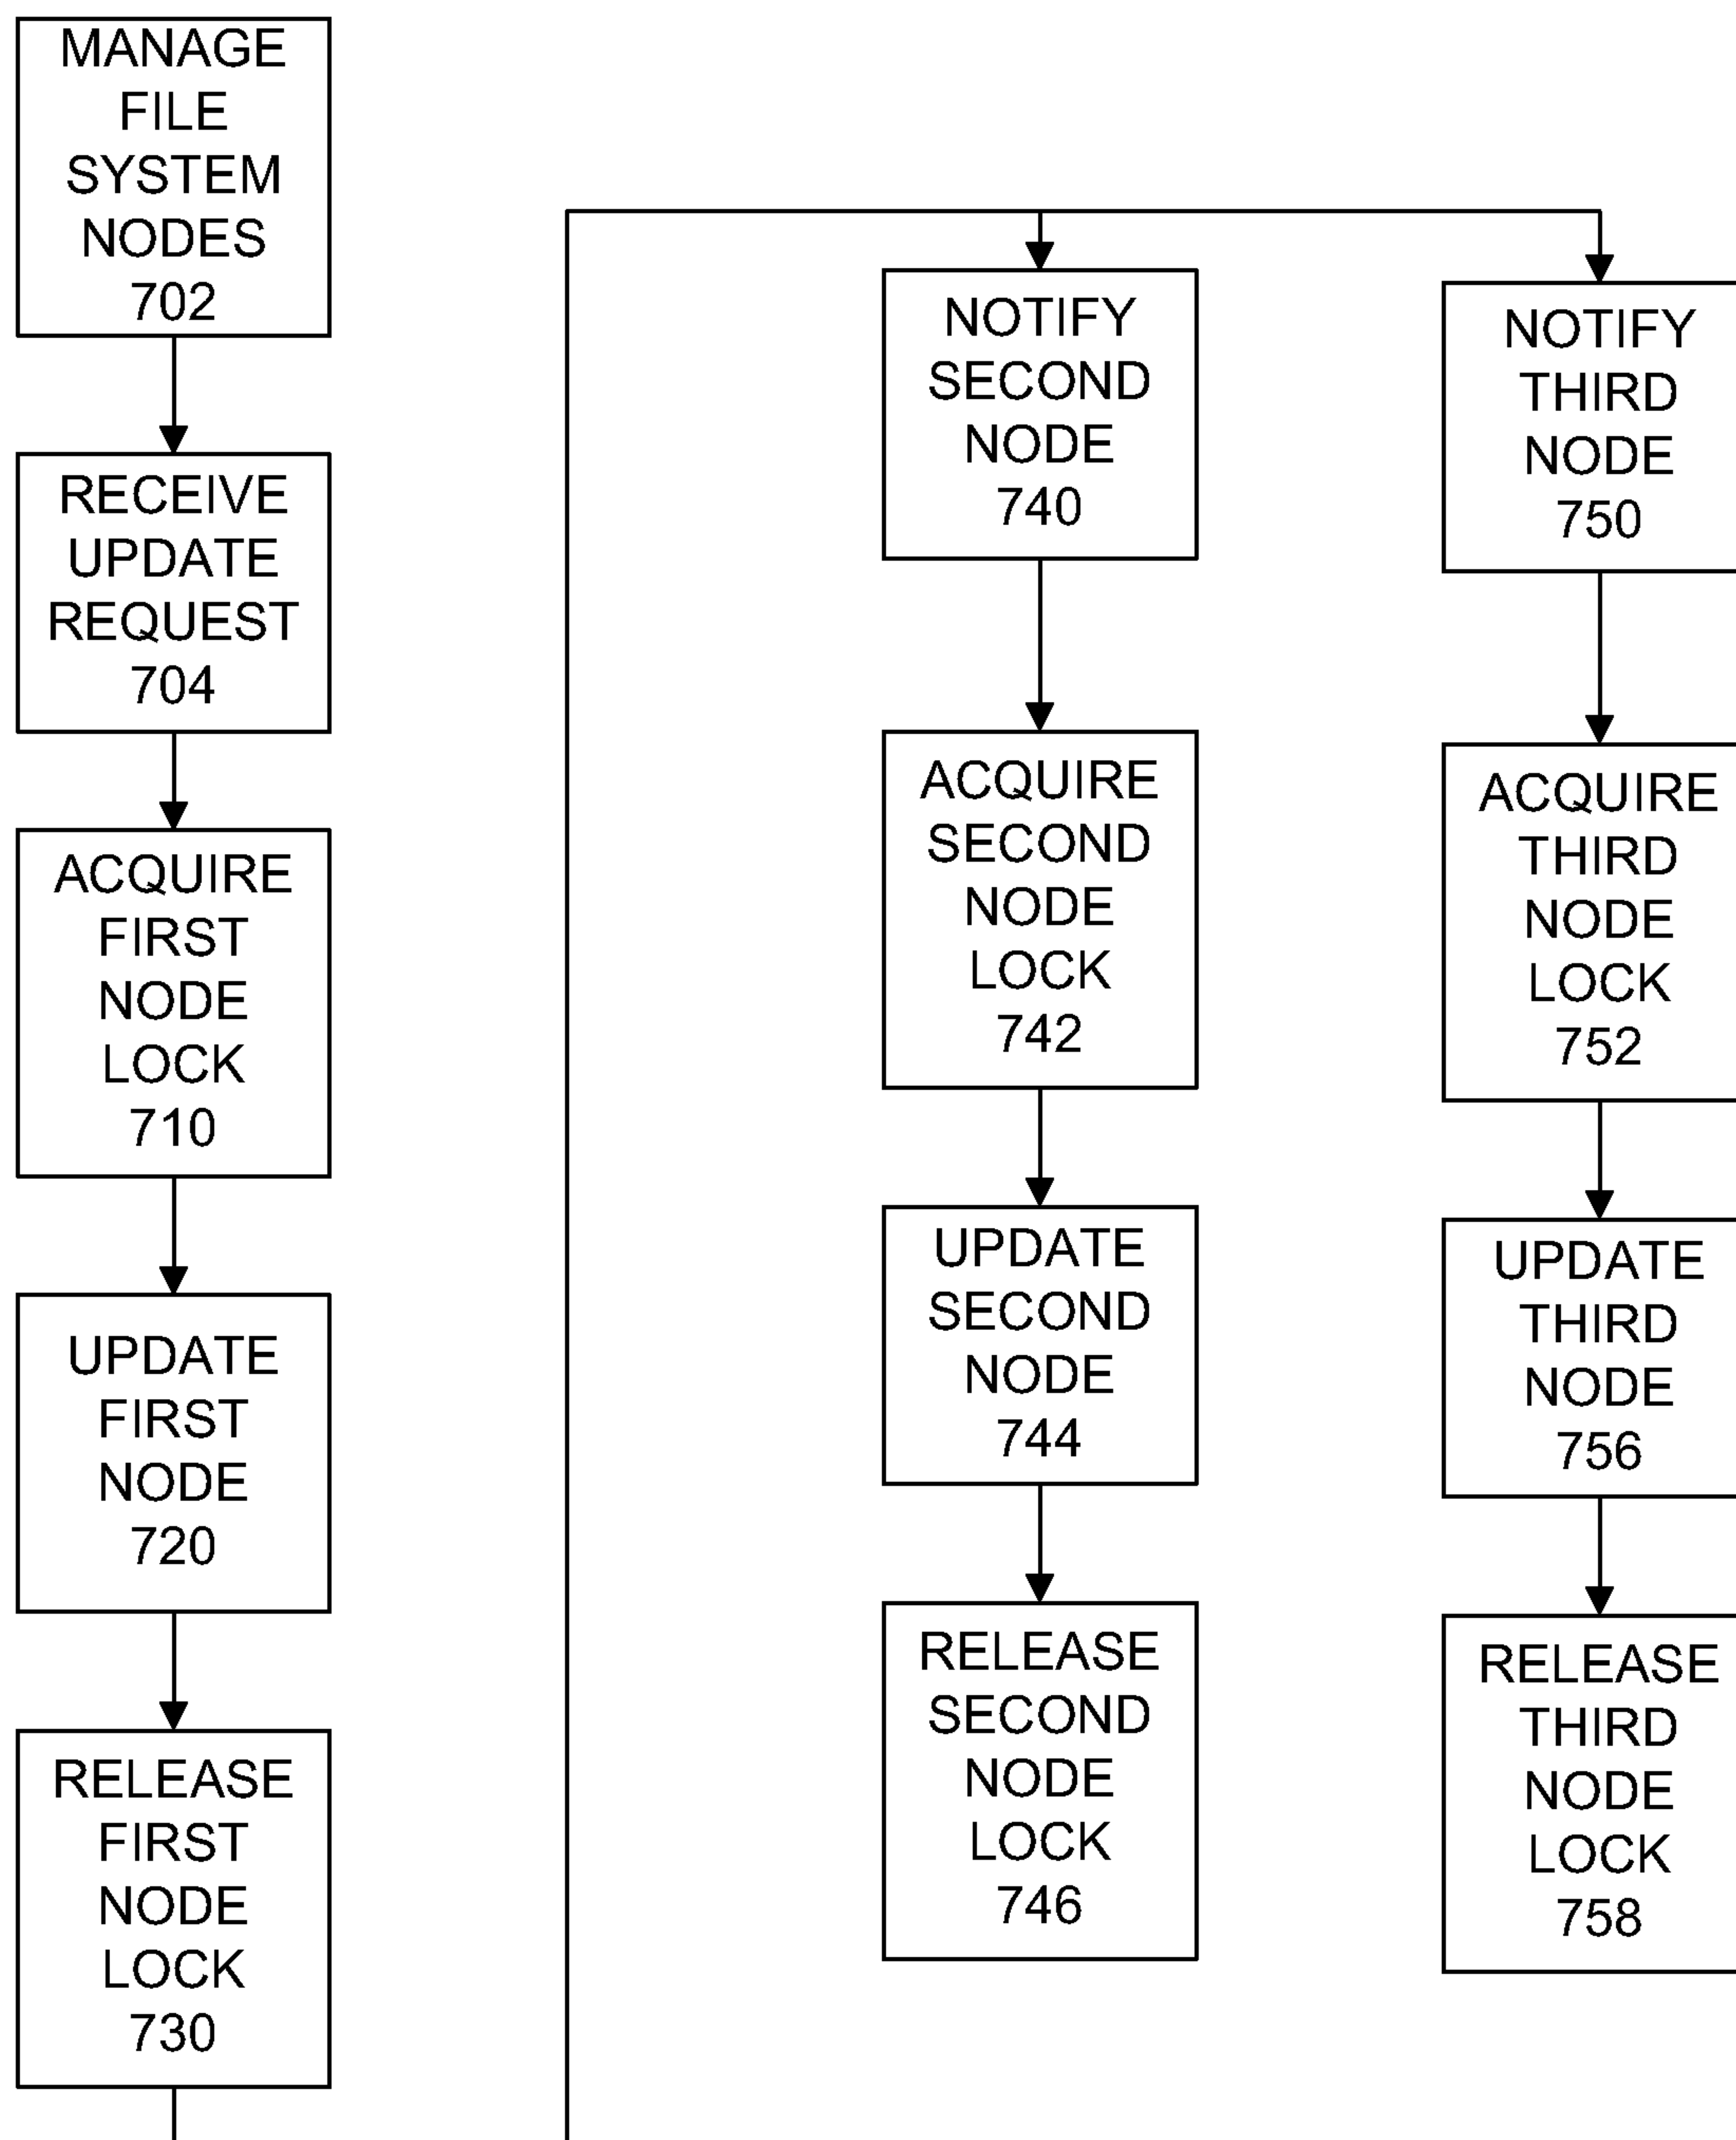 MANAGE
FILE
SYSTEM
NODES
702
RECEIVE
UPDATE
REQUEST
704
ACQUIRE
FIRST
NODE
LOCK
710
UPDATE
FIRST
NODE
720
RELEASE
FIRST
NODE
LOCK
730
NOTIFY
SECOND
NODE
740
ACQUIRE
SECOND
NODE
LOCK
742
UPDATE
SECOND
NODE
744
RELEASE
SECOND
NODE
LOCK
746
NOTIFY
THIRD
NODE
750
ACQUIRE
THIRD
NODE
LOCK
752
UPDATE
THIRD
NODE
756
RELEASE
THIRD
NODE
LOCK
758